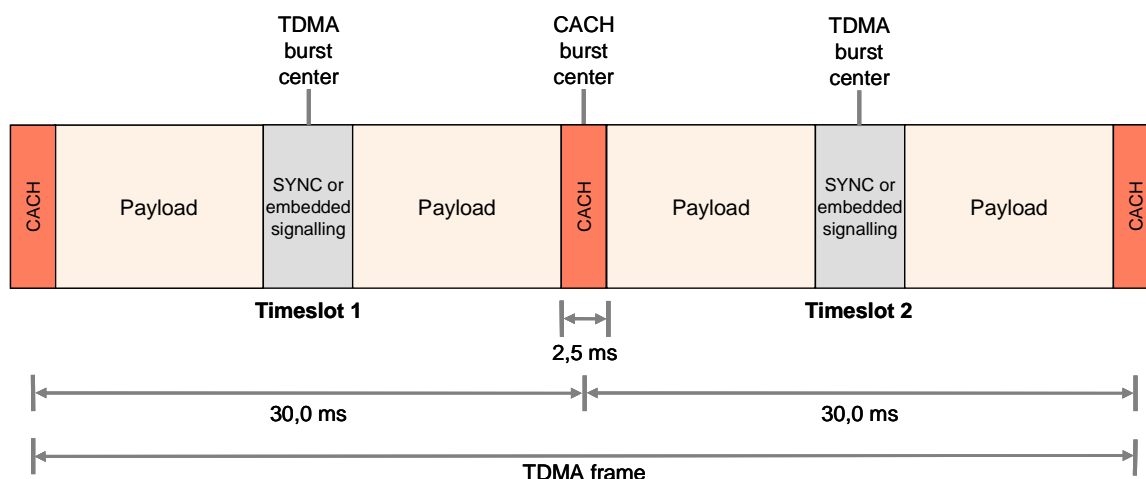 TDMA
burst
center
CACH
burst
center
TDMA
burst
center
CACH
Payload
SYNC or
embedded
signalling
Payload
CACH
Payload
SYNC or
embedded
signalling
Payload
CACH
Timeslot 1
Timeslot 2
2,5 ms
30,0 ms
30,0 ms
TDMA frame